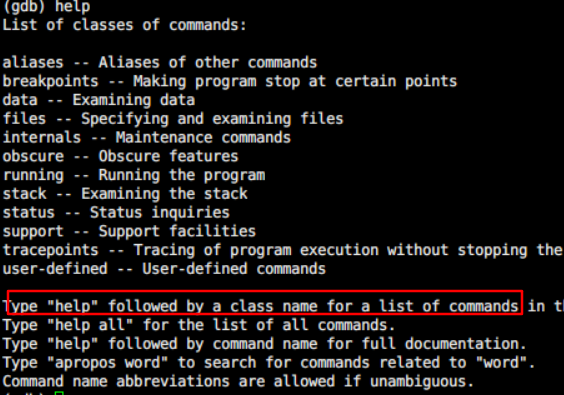 (gdb) help
List of classes of commands:
aliases -- Aliases of other commands
breakpoints -- Making program stop at certain points
data -- Examining data
files -- Specifying and examining files
internals -- Maintenance commands
obscure -- Obscure features
running -- Running the program
stack -- Examining the stack
status -- Status inquiries
support -- Support facilities
tracepoints -- Tracing of program execution without stopping the
user-defined -- User-defined commands
Type "help" followed by a class name for a list of commands in
Type "help all" for the list of all commands.
Type "help" followed by command name for full documentation.
Type "apropos word" to search for commands related to "word".
Command name abbreviations are allowed if unambiguous.